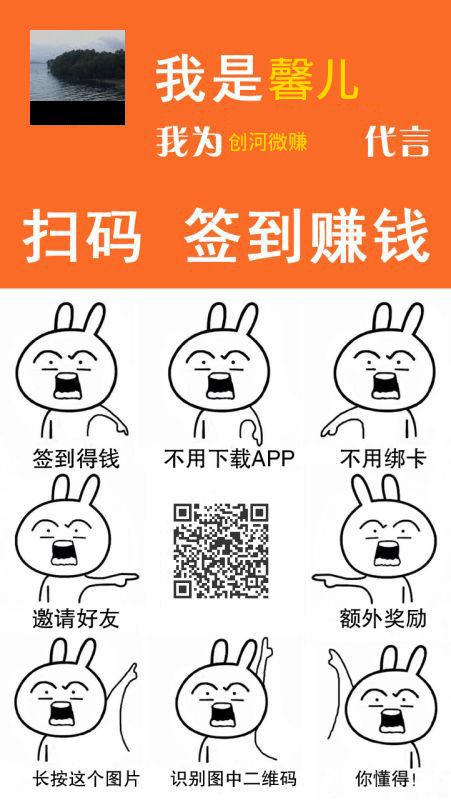 我是馨儿
我为 创河微赚 代言
扫码 签到赚钱
签到得钱 不用下载APP 不用绑卡
邀请好友 额外奖励
长按这个图片 识别图中二维码 你懂得!